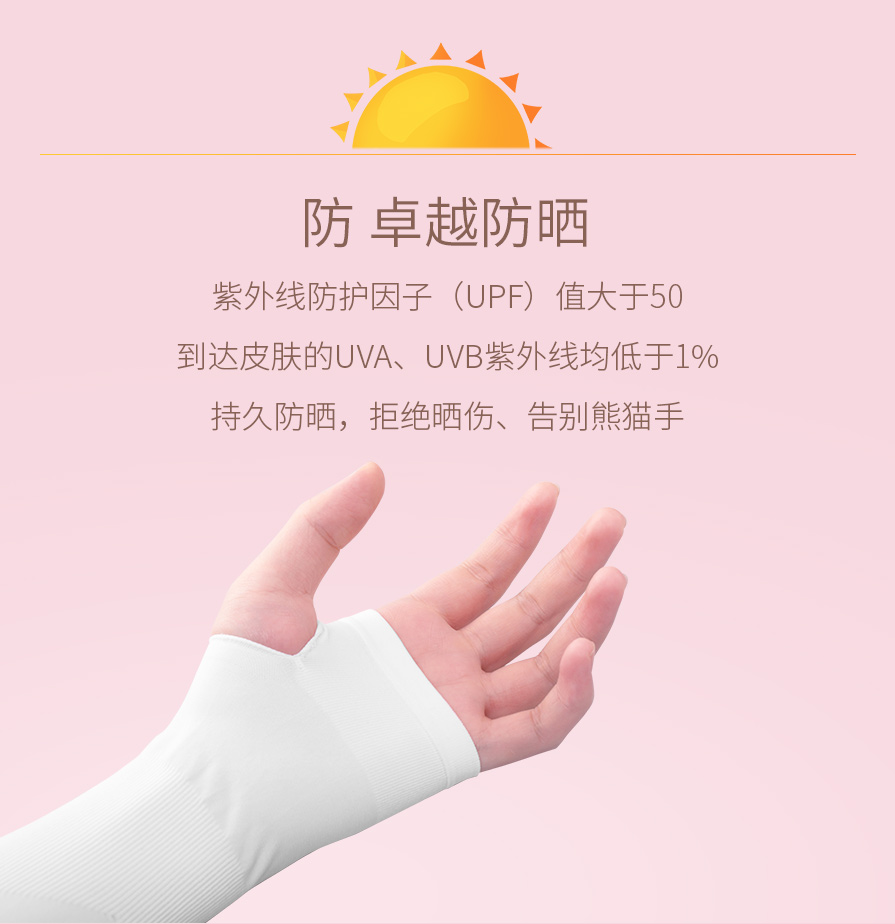 防 卓越防晒
紫外线防护因子（UPF）值大于50
到达皮肤的UVA、UVB紫外线均低于1%
持久防晒，拒绝晒伤、告别熊猫手